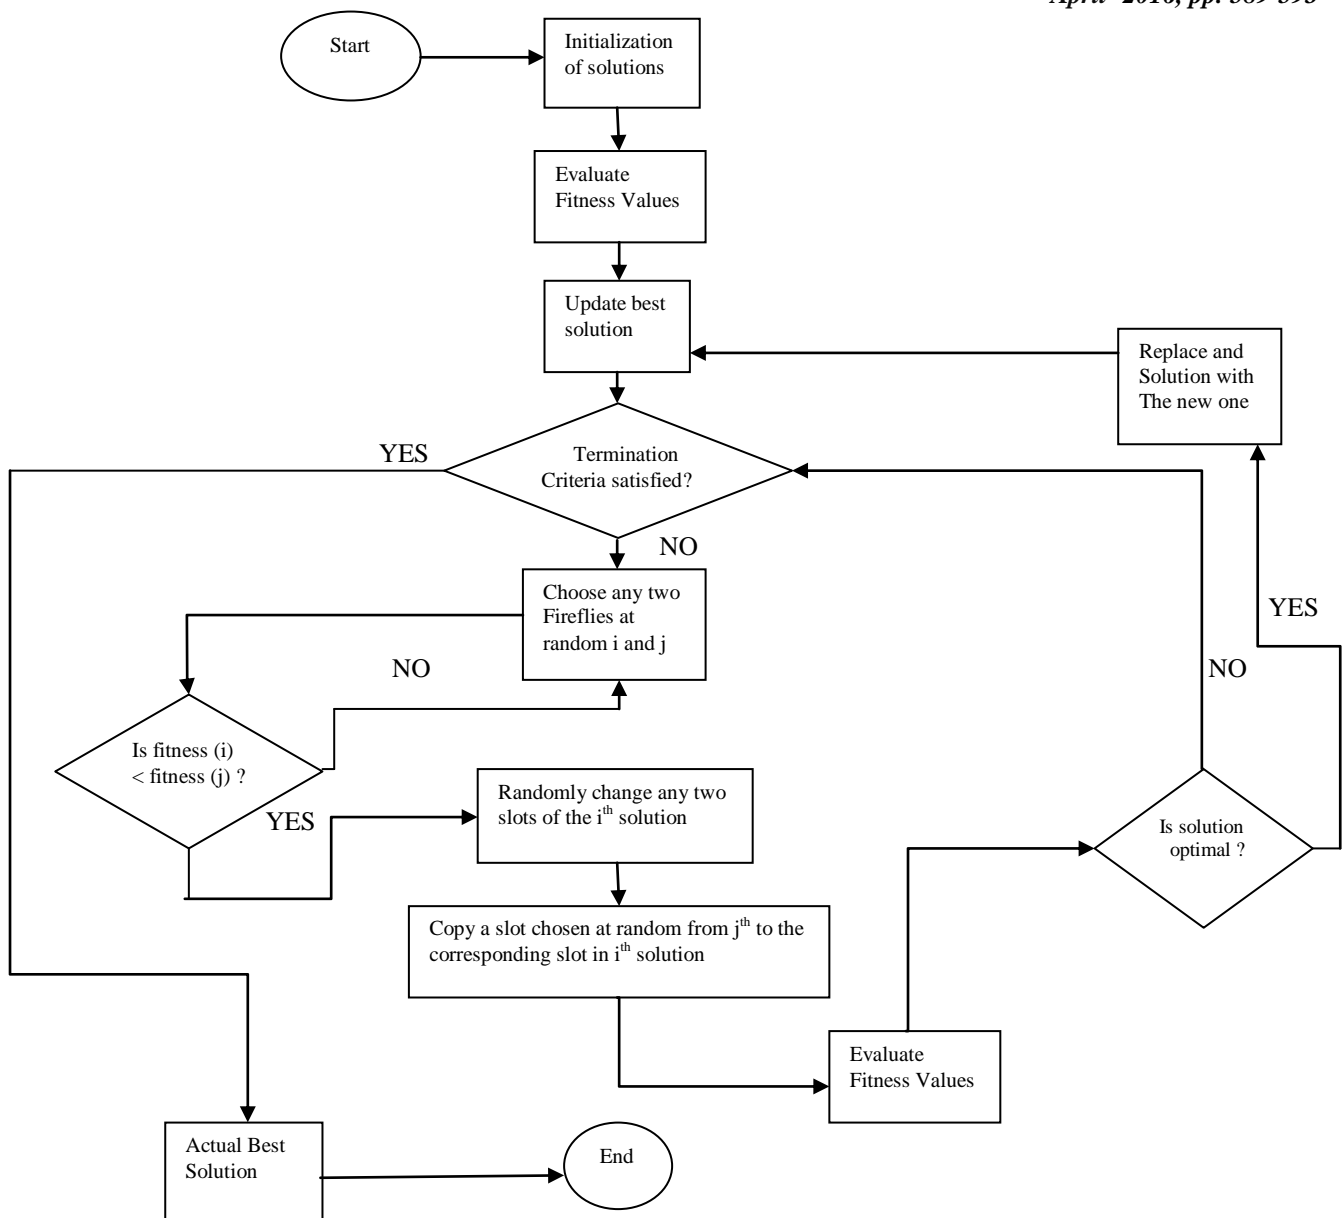 April- 2016, pp. 389-393
Start
Initialization
of solutions
Evaluate
Fitness Values
Update best
solution
Replace and
Solution with
The new one
YES
Termination
Criteria satisfied?
NO
Choose any two
Fireflies at
random i and j
YES
NO
NO
Is fitness (i)
< fitness (j) ?
YES
Randomly change any two
slots of the iᵗʰ solution
Is solution
optimal ?
Copy a slot chosen at random from jᵗʰ to the
corresponding slot in iᵗʰ solution
Evaluate
Fitness Values
Actual Best
Solution
End